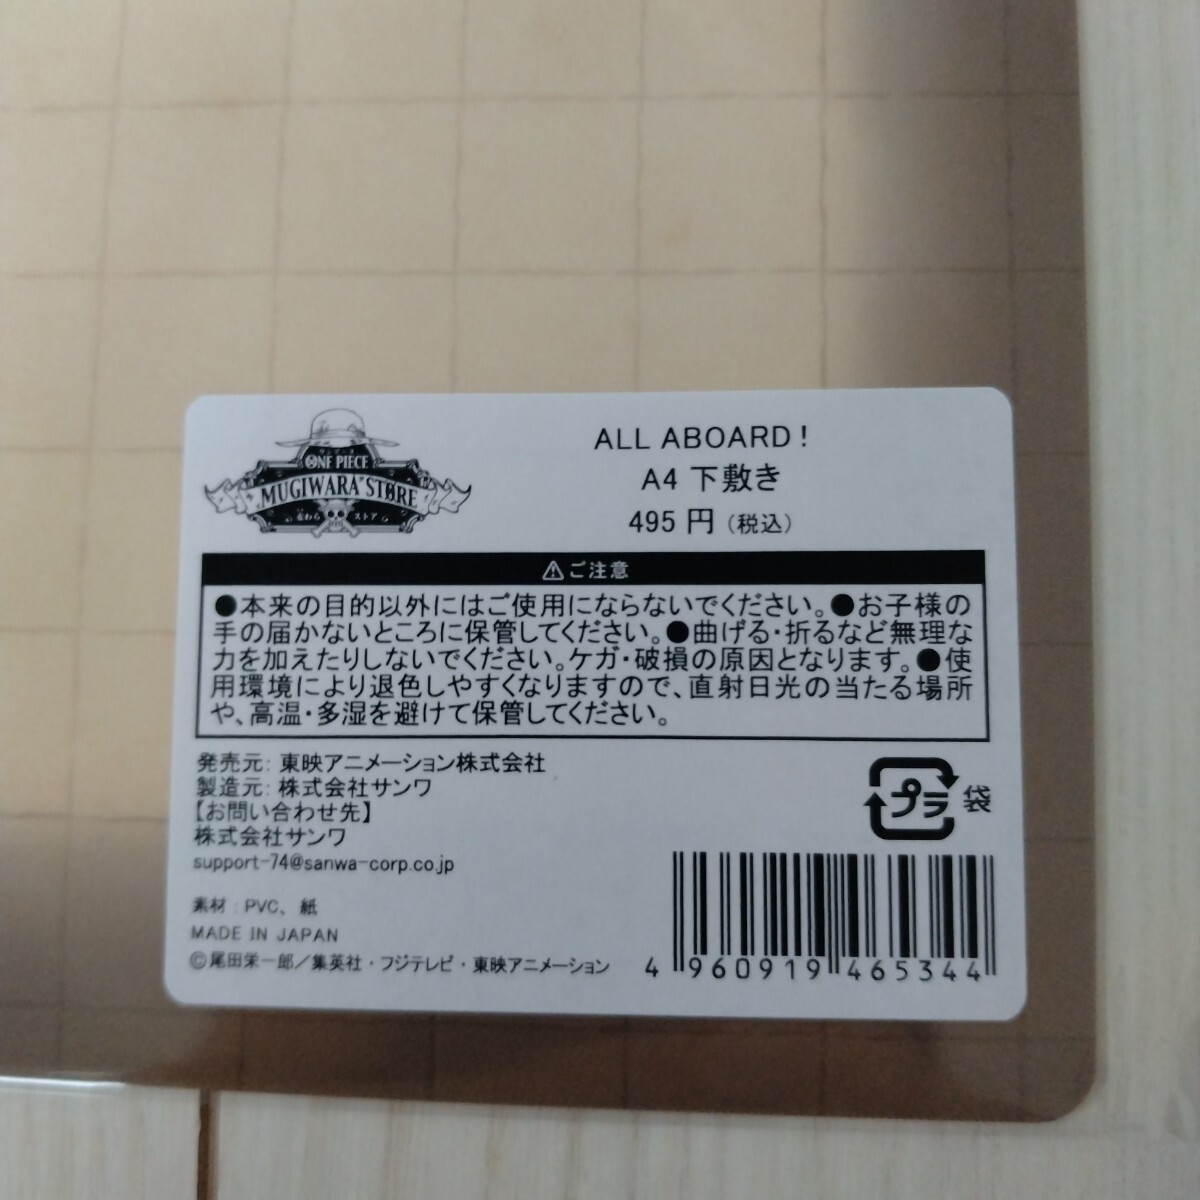 ワンピース
ONE PIECE
MUGIWARA STORE
麦わら ストア
ALL ABOARD!
A4 下敷き
495 円 (税込)
⚠ご注意
●本来の目的以外にはご使用にならないでください。●お子様の
手の届かないところに保管してください。●曲げる・折るなど無理な
力を加えたりしないでください。ケガ・破損の原因となります。●使
用環境により退色しやすくなりますので、直射日光の当たる場所
や、高温・多湿を避けて保管してください。
発売元: 東映アニメーション株式会社
製造元: 株式会社サンワ
【お問い合わせ先】
株式会社サンワ
support-74@sanwa-corp.co.jp
プラ 袋
素材：PVC、紙
MADE IN JAPAN
©尾田栄一郎／集英社・フジテレビ・東映アニメーション
4 960919 465344